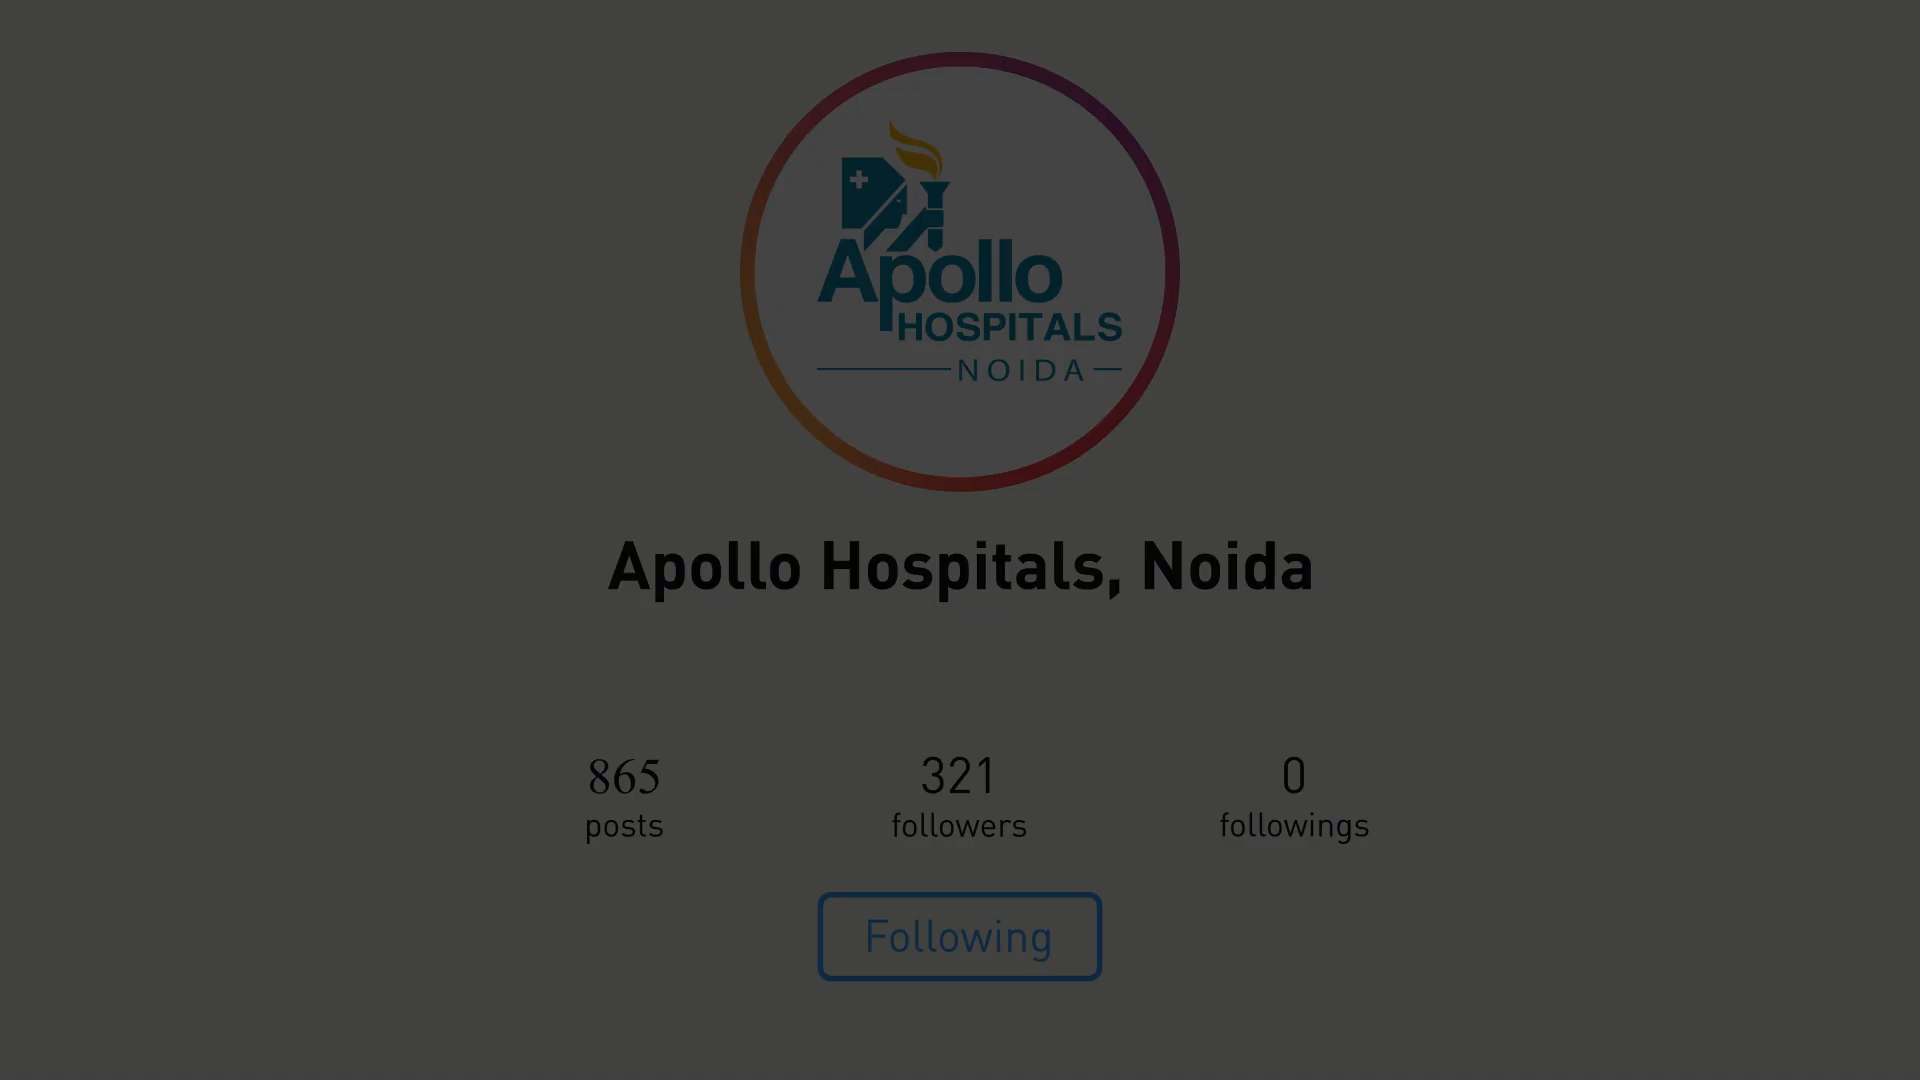 Apollo
HOSPITALS
NOIDA
Apollo Hospitals, Noida
865 321 0
posts followers followings
Following